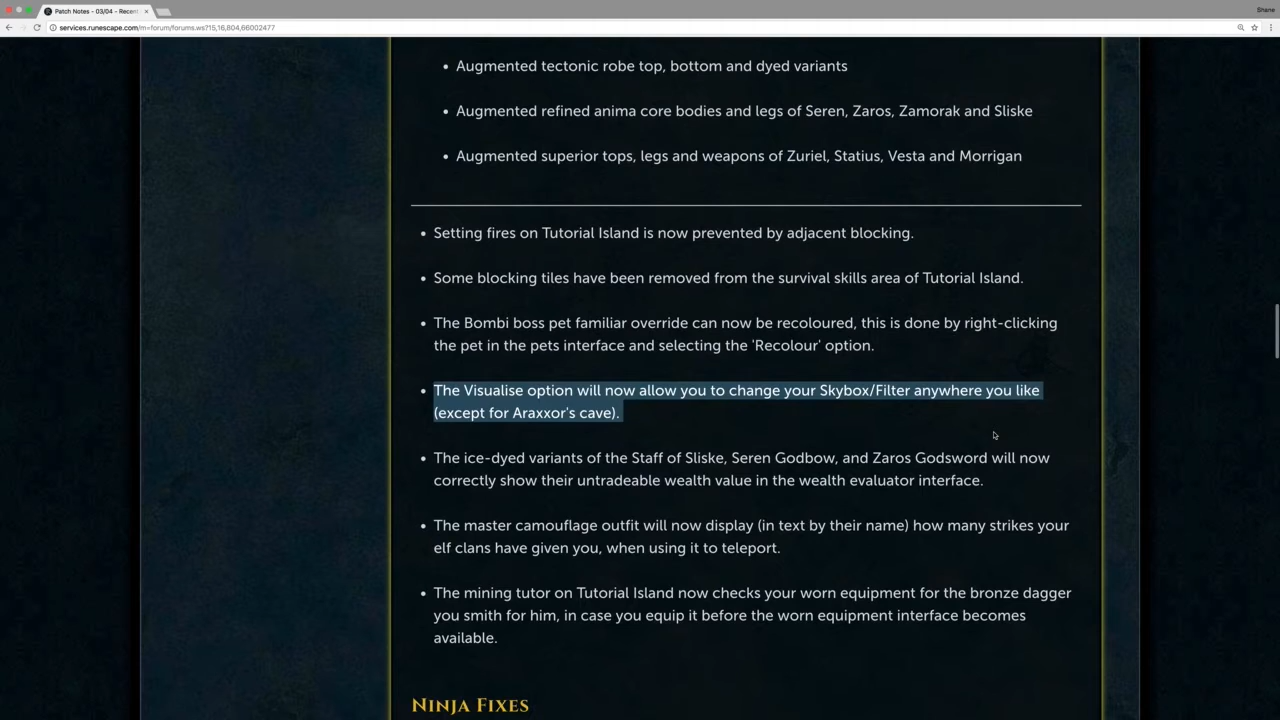 Patch Notes - 03/04 - Recent
Shane
services.runescape.com/m=forum/forums.ws?15,16,804,66002477
Augmented tectonic robe top, bottom and dyed variants
Augmented refined anima core bodies and legs of Seren, Zaros, Zamorak and Sliske
Augmented superior tops, legs and weapons of Zuriel, Statius, Vesta and Morrigan
Setting fires on Tutorial Island is now prevented by adjacent blocking.
Some blocking tiles have been removed from the survival skills area of Tutorial Island.
The Bombi boss pet familiar override can now be recoloured, this is done by right-clicking
the pet in the pets interface and selecting the 'Recolour' option.
The Visualise option will now allow you to change your Skybox/Filter anywhere you like
(except for Araxxor's cave).
The ice-dyed variants of the Staff of Sliske, Seren Godbow, and Zaros Godsword will now
correctly show their untradeable wealth value in the wealth evaluator interface.
The master camouflage outfit will now display (in text by their name) how many strikes your
elf clans have given you, when using it to teleport.
The mining tutor on Tutorial Island now checks your worn equipment for the bronze dagger
you smith for him, in case you equip it before the worn equipment interface becomes
available.
NINJA FIXES